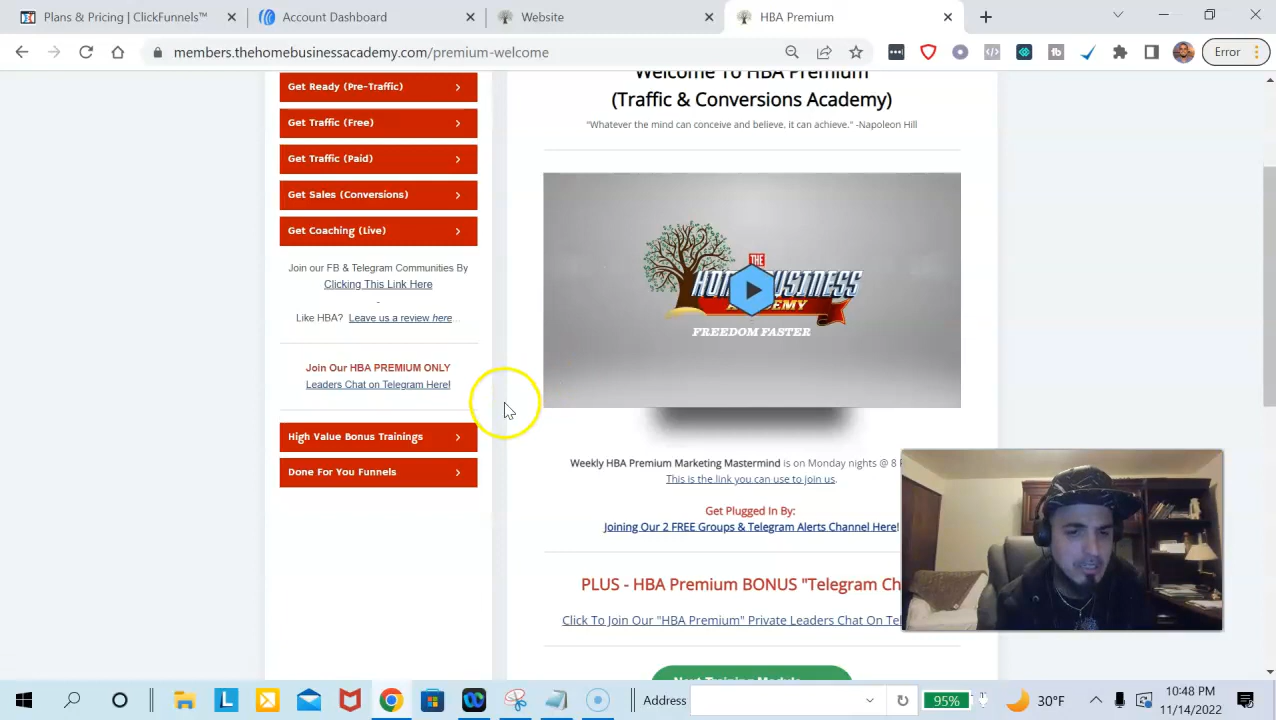 Plans & Pricing | ClickFunnels™
Account Details
Website
HBA Premium
members.thehomebusinessacademy.com/premium-welcome
Error
Get Ready (Pre-Traffic)
Get Traffic (Free)
Get Traffic (Paid)
Get Sales (Conversions)
Get Coaching (Live)
Join our FB & Telegram Communities By
Clicking This Link Here
-
Like HBA? Leave us a review here...
Join Our HBA PREMIUM ONLY
Leaders Chat on Telegram Here!
High Value Bonus Trainings
Done For You Funnels
Welcome To HBA Premium
(Traffic & Conversions Academy)
"Whatever the mind can conceive and believe, it can achieve." -Napoleon Hill
THE
ACADEMY
FREEDOM FASTER
Weekly HBA Premium Marketing Mastermind is on Monday nights @ 8
This is the link you can use to join us.
Get Plugged In By:
Joining Our 2 FREE Groups & Telegram Alerts Channel Here!
PLUS - HBA Premium BONUS "Telegram Ch
Click To Join Our "HBA Premium" Private Leaders Chat On Tel
Next Training Module
Address
95%
30°F
10:48 PM
11/14/2022